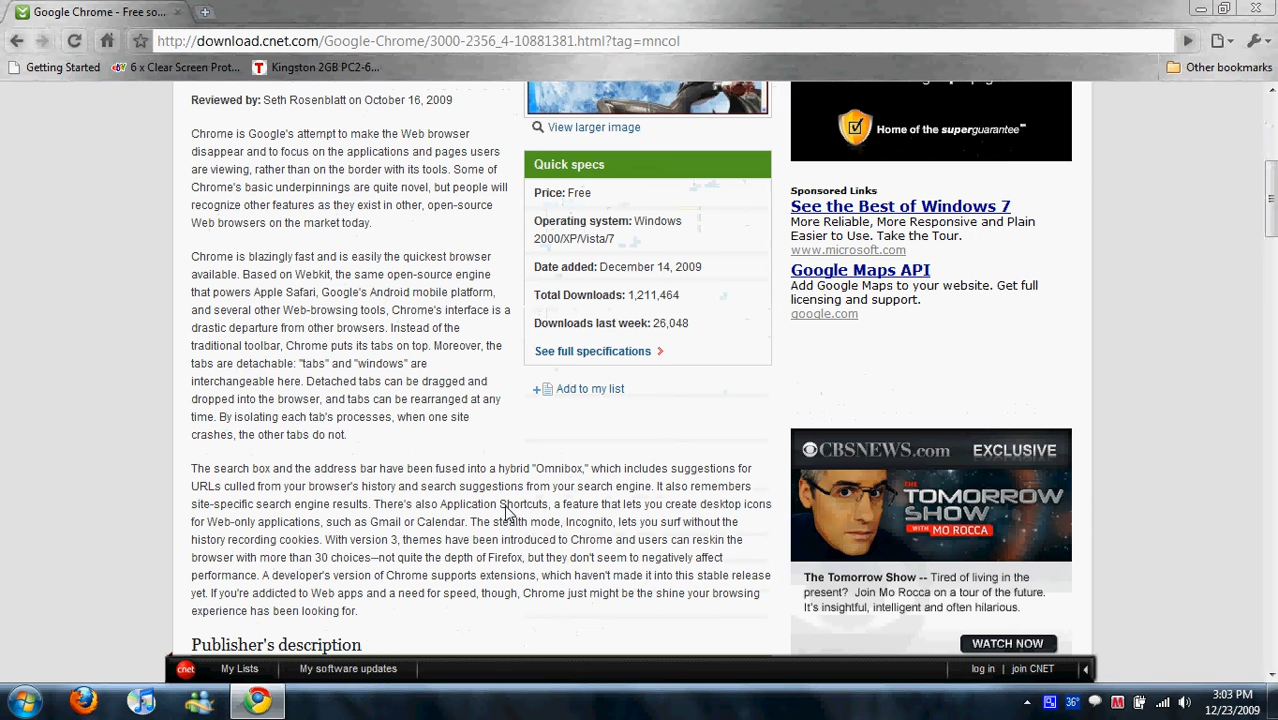 Google Chrome - Free so...
http://download.cnet.com/Google-Chrome/3000-2356_4-10881381.html?tag=mncol
Getting Started
6 x Clear Screen Prot...
Kingston 2GB PC2-6...
Other bookmarks
Reviewed by: Seth Rosenblatt on October 16, 2009
Chrome is Google's attempt to make the Web browser
disappear and to focus on the applications and pages users
are viewing, rather than on the border with its tools. Some of
Chrome's basic underpinnings are quite novel, but people will
recognize other features as they exist in other, open-source
Web browsers on the market today.
Chrome is blazingly fast and is easily the quickest browser
available. Based on Webkit, the same open-source engine
that powers Apple Safari, Google's Android mobile platform,
and several other Web-browsing tools, Chrome's interface is a
drastic departure from other browsers. Instead of the
traditional toolbar, Chrome puts its tabs on top. Moreover, the
tabs are detachable: "tabs" and "windows" are
interchangeable here. Detached tabs can be dragged and
dropped into the browser, and tabs can be rearranged at any
time. By isolating each tab's processes, when one site
crashes, the other tabs do not.
The search box and the address bar have been fused into a hybrid "Omnibox," which includes suggestions for
URLs culled from your browser's history and search suggestions from your search engine. It also remembers
site-specific search engine results. There's also Application Shortcuts, a feature that lets you create desktop icons
for Web-only applications, such as Gmail or Calendar. The stealth mode, Incognito, lets you surf without the
history recording cookies. With version 3, themes have been introduced to Chrome and users can reskin the
browser with more than 30 choices—not quite the depth of Firefox, but they don't seem to negatively affect
performance. A developer's version of Chrome supports extensions, which haven't made it into this stable release
yet. If you're addicted to Web apps and a need for speed, though, Chrome just might be the shine your browsing
experience has been looking for.
Publisher's description
View larger image
Quick specs
Price: Free
Operating system: Windows
2000/XP/Vista/7
Date added: December 14, 2009
Total Downloads: 1,211,464
Downloads last week: 26,048
See full specifications
Add to my list
Home of the superguarantee™
Sponsored Links
See the Best of Windows 7
More Reliable, More Responsive and Plain
Easier to Use. Take the Tour.
www.microsoft.com
Google Maps API
Add Google Maps to your website. Get full
licensing and support.
google.com
CBSNEWS.com EXCLUSIVE
THE
TOMORROW
SHOW
WITH MO ROCCA
The Tomorrow Show -- Tired of living in the
present? Join Mo Rocca on a tour of the future.
It's insightful, intelligent and often hilarious.
WATCH NOW
cnet
My Lists
My software updates
log in
join CNET
36°
3:03 PM
12/23/2009